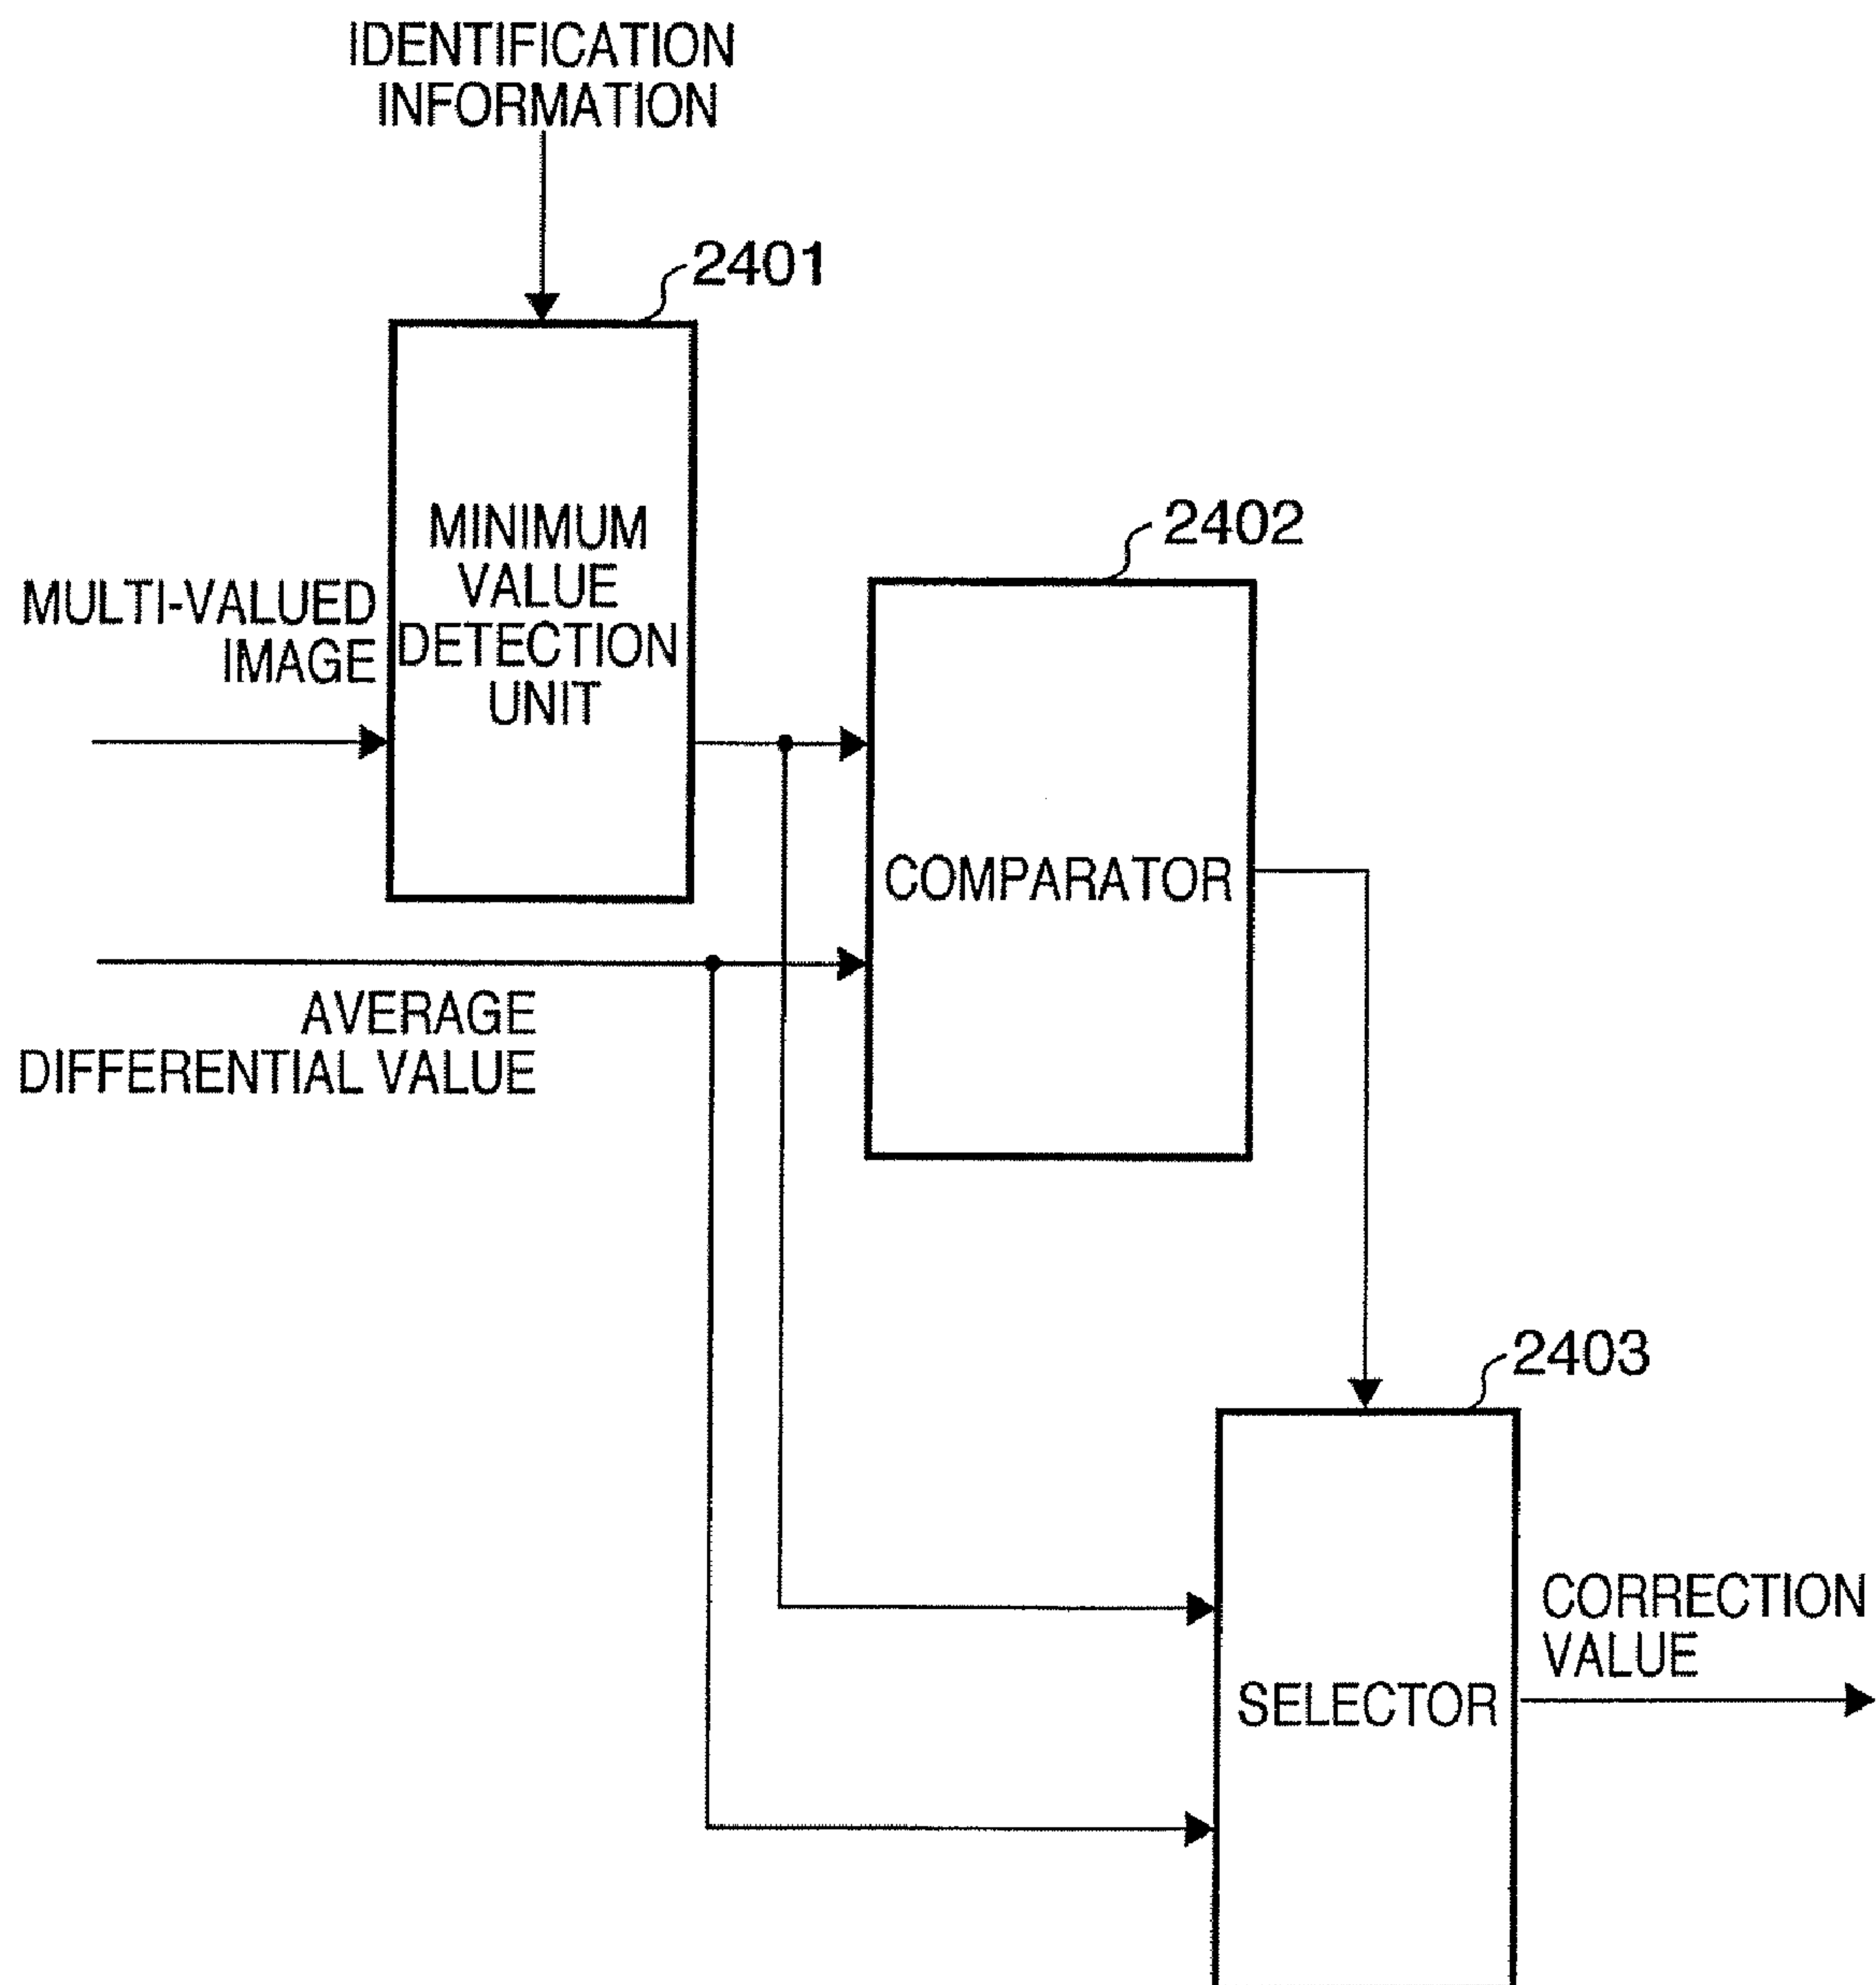 IDENTIFICATION
INFORMATION
2401
MINIMUM
VALUE
DETECTION
UNIT
MULTI-VALUED
IMAGE
2402
COMPARATOR
AVERAGE
DIFFERENTIAL VALUE
2403
SELECTOR
CORRECTION
VALUE